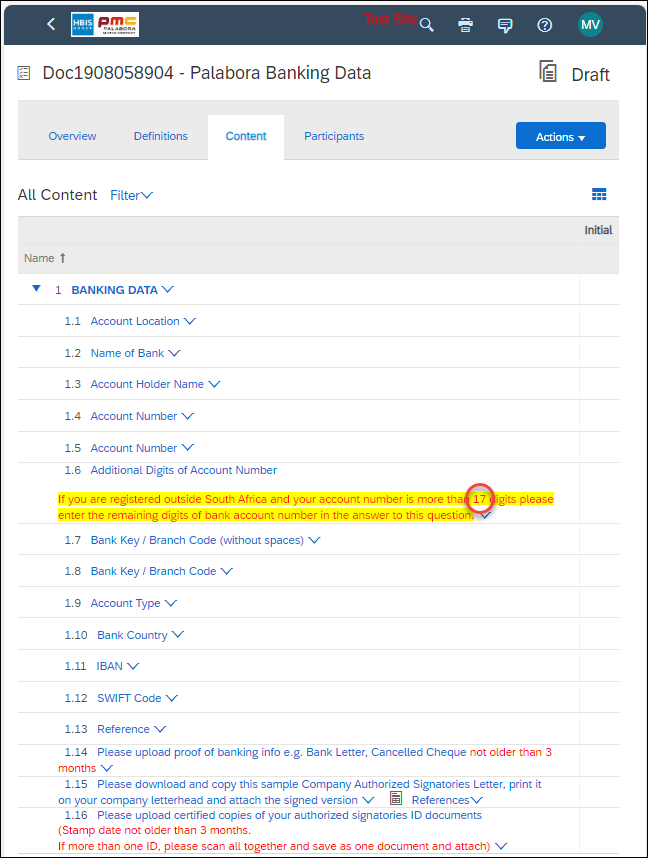 HBIS
GROUP
PMC
PALABORA
MINING COMPANY
Test Site
MV
Doc1908058904 - Palabora Banking Data
Draft
Overview
Definitions
Content
Participants
Actions
All Content
Filter
Initial
Name ↑
1 BANKING DATA
1.1 Account Location
1.2 Name of Bank
1.3 Account Holder Name
1.4 Account Number
1.5 Account Number
1.6 Additional Digits of Account Number
If you are registered outside South Africa and your account number is more than 17 digits please
enter the remaining digits of bank account number in the answer to this question.
1.7 Bank Key / Branch Code (without spaces)
1.8 Bank Key / Branch Code
1.9 Account Type
1.10 Bank Country
1.11 IBAN
1.12 SWIFT Code
1.13 Reference
1.14 Please upload proof of banking info e.g. Bank Letter, Cancelled Cheque not older than 3
months
1.15 Please download and copy this sample Company Authorized Signatories Letter, print it
on your company letterhead and attach the signed version References
1.16 Please upload certified copies of your authorized signatories ID documents
(Stamp date not older than 3 months.
If more than one ID, please scan all together and save as one document and attach)